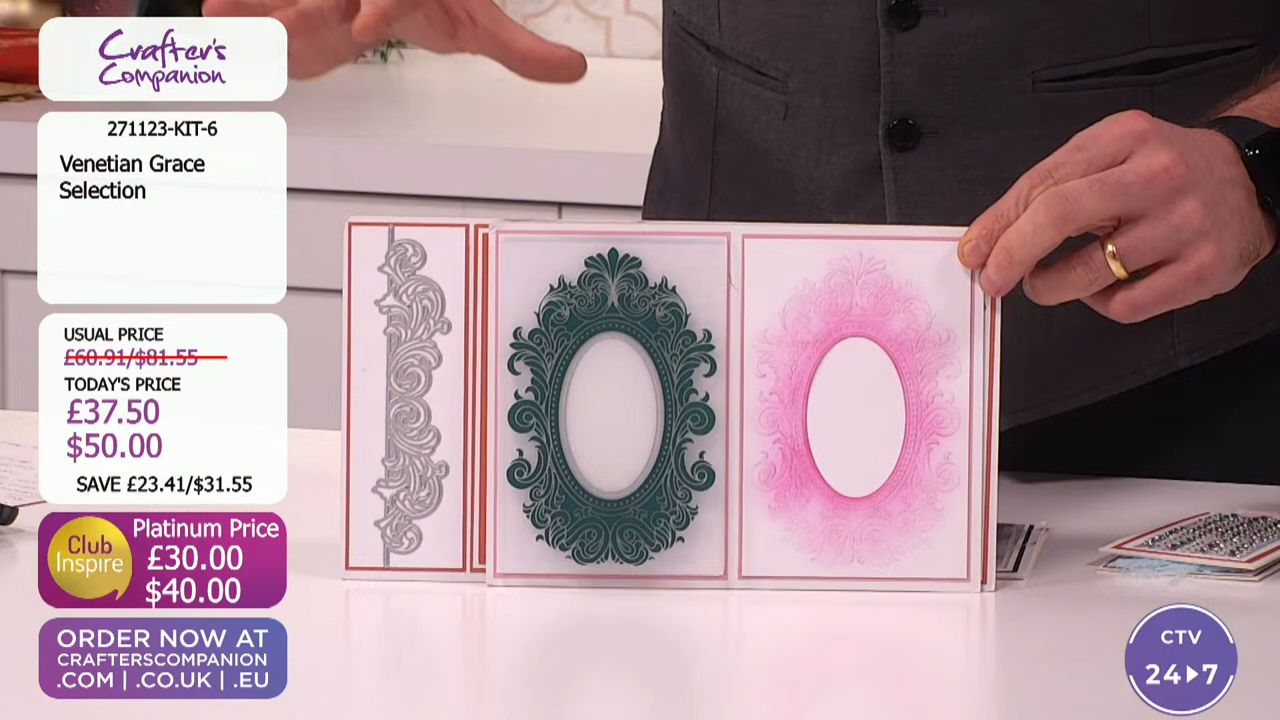 Crafter's
Companion
271123-KIT-6
Venetian Grace
Selection
USUAL PRICE
£60.91/$81.55
TODAY'S PRICE
£37.50
$50.00
SAVE £23.41/$31.55
Club
Inspire
Platinum Price
£30.00
$40.00
ORDER NOW AT
CRAFTERSCOMPANION
.COM | .CO.UK | .EU
CTV
24▶7